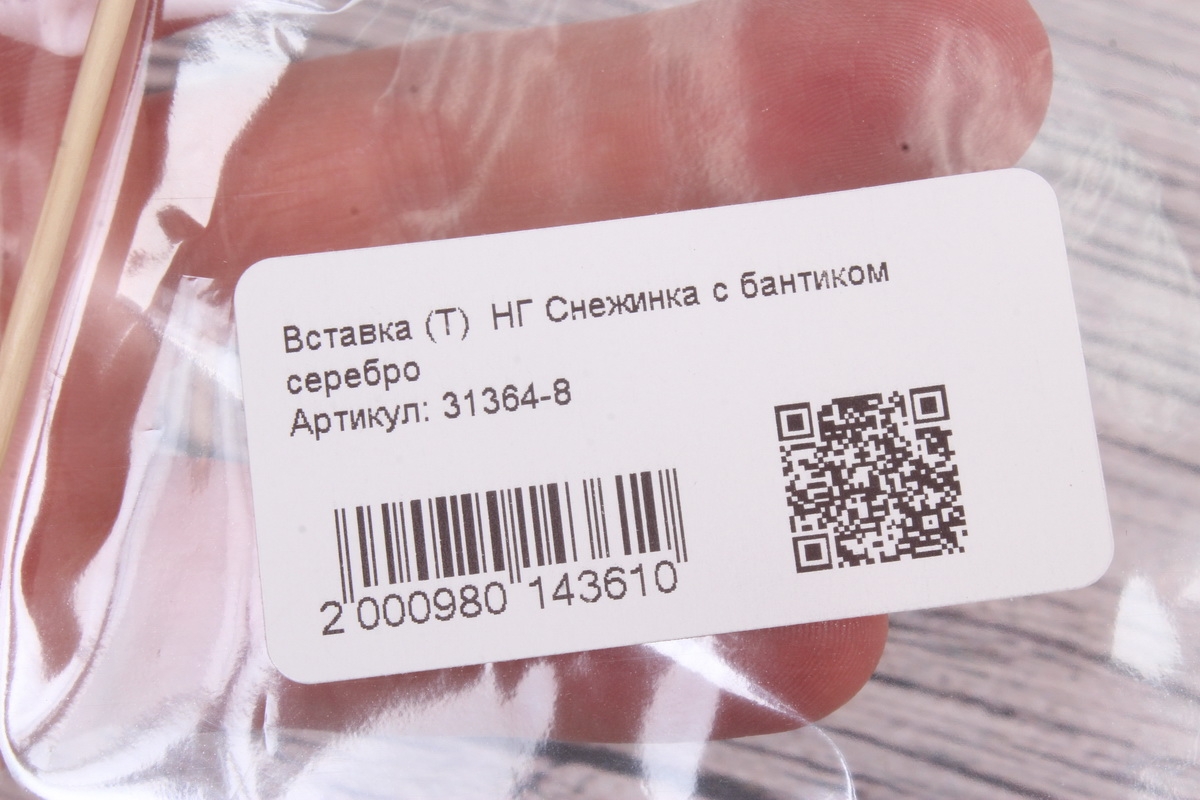 Вставка (Т)  НГ Снежинка с бантиком
серебро
Артикул: 31364-8
2 000980 143610